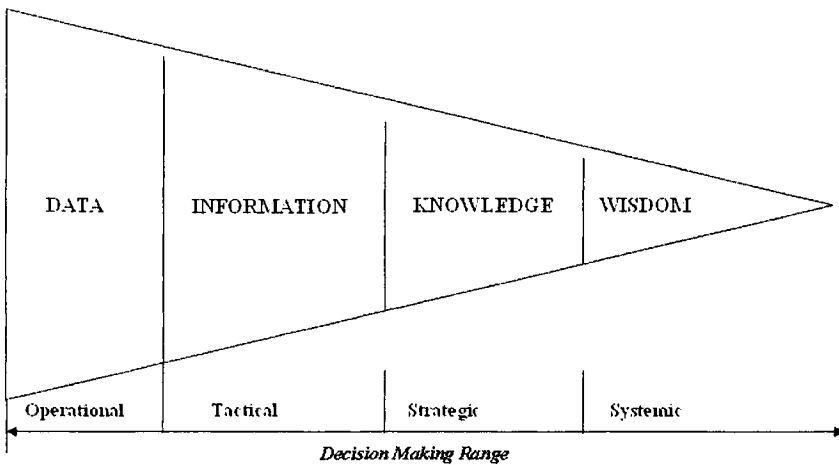 DATA INFORMATION KNOWLEDGE WISDOM
Operational Tactical Strategic Systemic
Decision Making Range